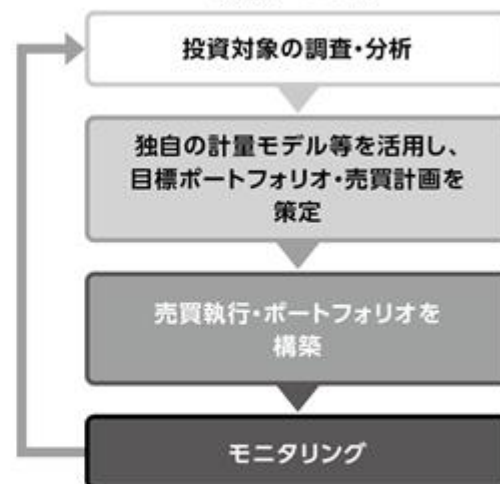 投資対象の調査・分析
独自の計量モデル等を活用し、
目標ポートフォリオ・売買計画を
策定
売買執行・ポートフォリオを
構築
モニタリング